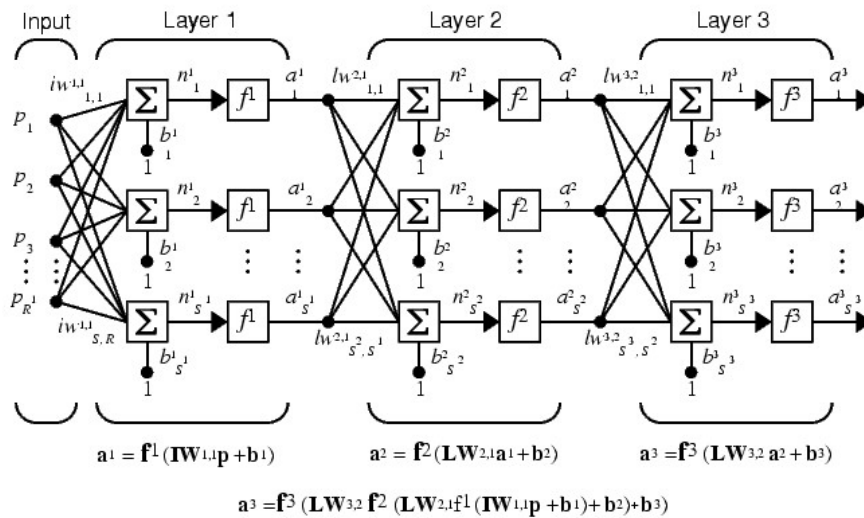 Input Layer 1 Layer 2 Layer 3
iw1,1 1,1 n1 1 a1 1 lw2,1 1,1 n2 1 a2 1 lw3,2 1,1 n3 1 a3 1
p1 Σ f1 Σ f2 Σ f3
b1 1 b2 1 b3 1
1 1 1
p2 n1 2 a1 2 n2 2 a2 2 n3 2 a3 2
Σ f1 Σ f2 Σ f3
p3 b1 2 b2 2 b3 2
1 1 1
pR1 n1 S1 a1 S1 n2 S2 a2 S2 n3 S3 a3 S3
iw1,1 S,R Σ f1 lw2,1 S2,S1 Σ f2 lw3,2 S3,S2 Σ f3
b1 S1 b2 S2 b3 S3
1 1 1
a1 = f1 (IW1,1p + b1) a2 = f2 (LW2,1a1 + b2) a3 = f3 (LW3,2 a2 + b3)
a3 = f3 (LW3,2 f2 (LW2,1f1 (IW1,1p + b1) + b2) + b3)